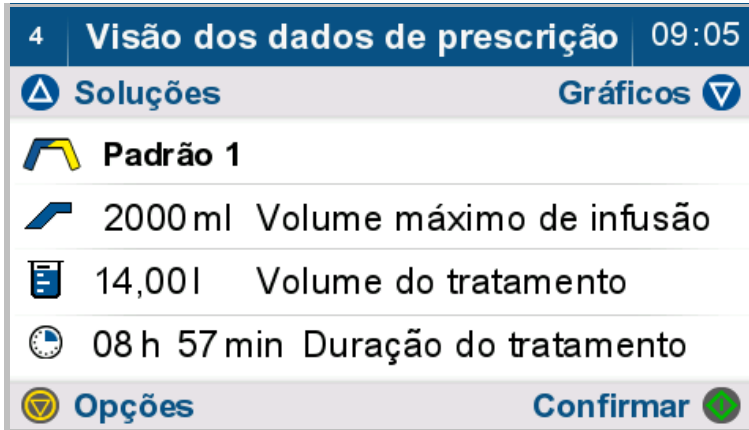 4 Visão dos dados de prescrição 09:05
Soluções Gráficos
Padrão 1
2000 ml Volume máximo de infusão
14,00 l Volume do tratamento
08 h 57 min Duração do tratamento
Opções Confirmar